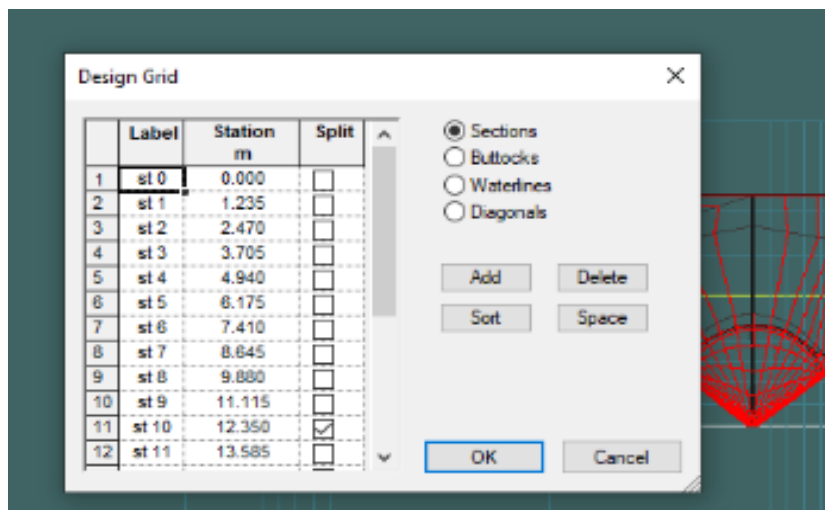 Design Grid
Label Station Split
m
1 st 0 0.000
2 st 1 1.235
3 st 2 2.470
4 st 3 3.705
5 st 4 4.940
6 st 5 6.175
7 st 6 7.410
8 st 7 8.645
9 st 8 9.880
10 st 9 11.115
11 st 10 12.350
12 st 11 13.585
Sections
Buttocks
Waterlines
Diagonals
Add Delete
Sort Space
OK Cancel